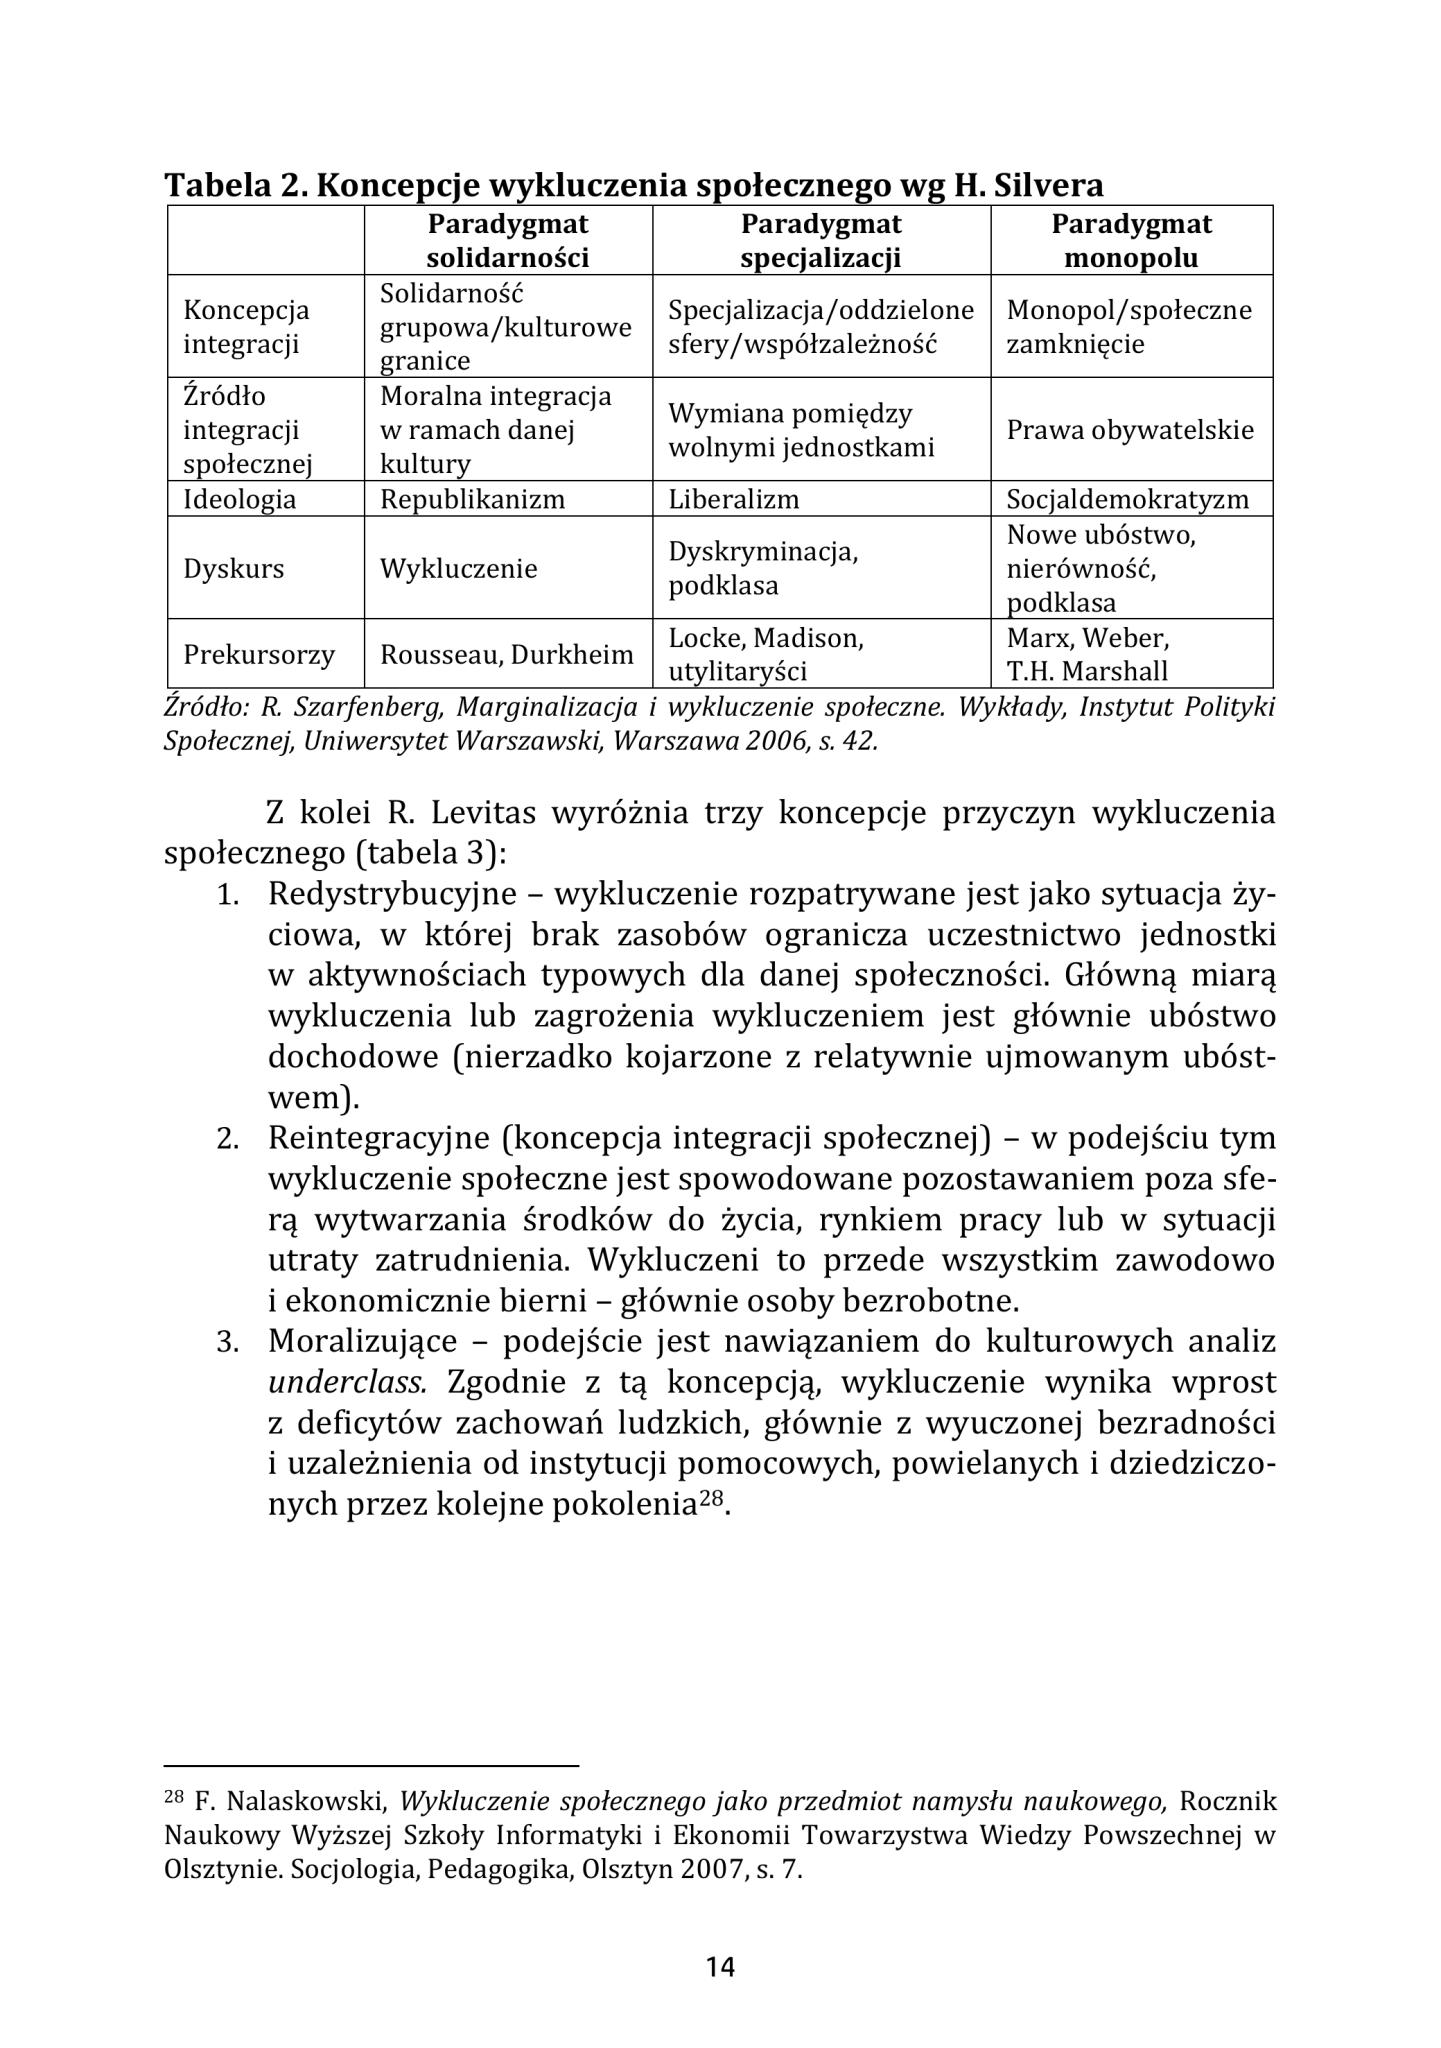 Tabela 2. Koncepcje wykluczenia społecznego wg H. Silvera
Paradygmat solidarności
Paradygmat specjalizacji
Paradygmat monopolu
Koncepcja integracji
Solidarność grupowa/kulturowe granice
Specjalizacja/oddzielone sfery/współzależność
Monopol/społeczne zamknięcie
Źródło integracji społecznej
Moralna integracja w ramach danej kultury
Wymiana pomiędzy wolnymi jednostkami
Prawa obywatelskie
Ideologia
Republikanizm
Liberalizm
Socjaldemokratyzm
Dyskurs
Wykluczenie
Dyskryminacja, podklasa
Nowe ubóstwo, nierówność, podklasa
Prekursorzy
Rousseau, Durkheim
Locke, Madison, utylitaryści
Marx, Weber, T.H. Marshall
Źródło: R. Szarfenberg, Marginalizacja i wykluczenie społeczne. Wykłady, Instytut Polityki
Społecznej, Uniwersytet Warszawski, Warszawa 2006, s. 42.
Z kolei R. Levitas wyróżnia trzy koncepcje przyczyn wykluczenia
społecznego (tabela 3):
1. Redystrybucyjne – wykluczenie rozpatrywane jest jako sytuacja ży-
ciowa, w której brak zasobów ogranicza uczestnictwo jednostki
w aktywnościach typowych dla danej społeczności. Główną miarą
wykluczenia lub zagrożenia wykluczeniem jest głównie ubóstwo
dochodowe (nierzadko kojarzone z relatywnie ujmowanym ubóst-
wem).
2. Reintegracyjne (koncepcja integracji społecznej) – w podejściu tym
wykluczenie społeczne jest spowodowane pozostawaniem poza sfe-
rą wytwarzania środków do życia, rynkiem pracy lub w sytuacji
utraty zatrudnienia. Wykluczeni to przede wszystkim zawodowo
i ekonomicznie bierni – głównie osoby bezrobotne.
3. Moralizujące – podejście jest nawiązaniem do kulturowych analiz
underclass. Zgodnie z tą koncepcją, wykluczenie wynika wprost
z deficytów zachowań ludzkich, głównie z wyuczonej bezradności
i uzależnienia od instytucji pomocowych, powielanych i dziedziczo-
nych przez kolejne pokolenia28.
28 F. Nalaskowski, Wykluczenie społecznego jako przedmiot namysłu naukowego, Rocznik
Naukowy Wyższej Szkoły Informatyki i Ekonomii Towarzystwa Wiedzy Powszechnej w
Olsztynie. Socjologia, Pedagogika, Olsztyn 2007, s. 7.
14